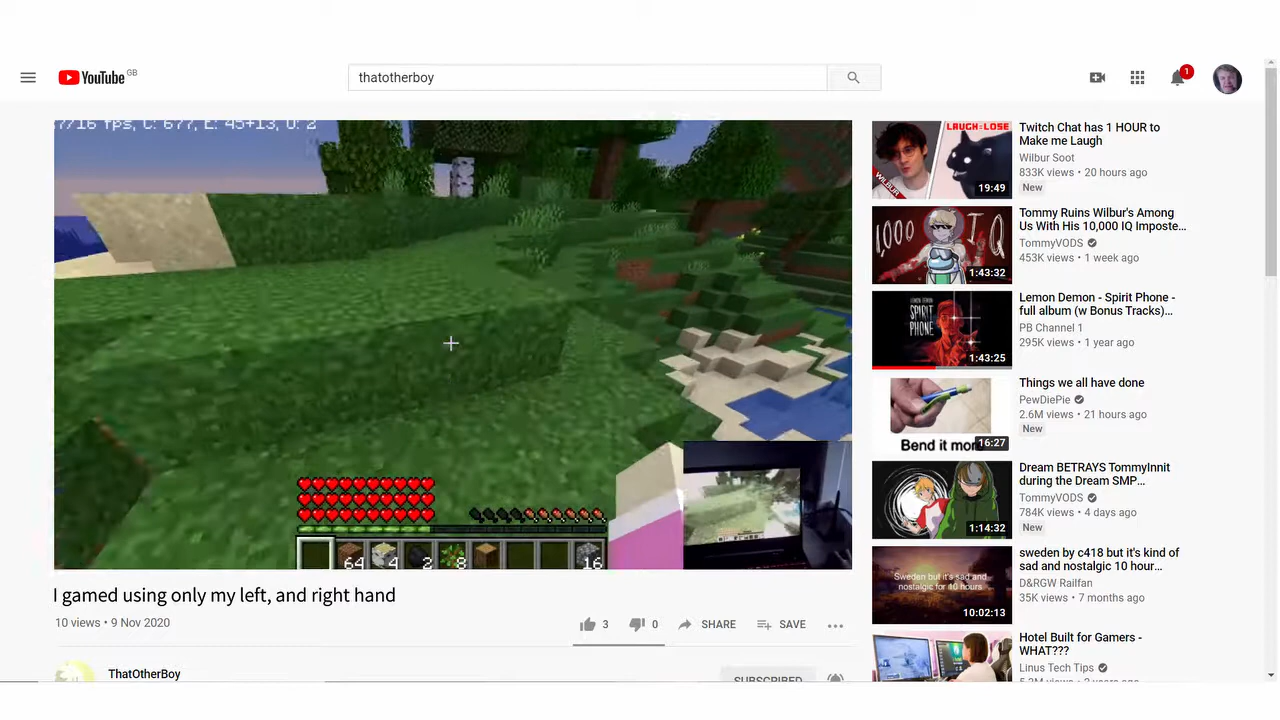 YouTube GB
thatotherboy
1
77/16 fps, C: 677, E: 45+13, U: 2
64 4 2 8 16
I gamed using only my left, and right hand
10 views • 9 Nov 2020
3 0 SHARE SAVE
ThatOtherBoy
SUBSCRIBED
LAUGH=LOSE
WILBUR
19:49
Twitch Chat has 1 HOUR to
Make me Laugh
Wilbur Soot
833K views • 20 hours ago
New
1000 IQ
1:43:32
Tommy Ruins Wilbur's Among
Us With His 10,000 IQ Imposte...
TommyVODS
453K views • 1 week ago
SPIRIT
PHONE
1:43:25
Lemon Demon - Spirit Phone -
full album (w Bonus Tracks)...
PB Channel 1
295K views • 1 year ago
Bend it more
16:27
Things we all have done
PewDiePie
2.6M views • 21 hours ago
New
1:14:32
Dream BETRAYS TommyInnit
during the Dream SMP...
TommyVODS
784K views • 4 days ago
New
Sweden but it's sad and
nostalgic for 10 hours
10:02:13
sweden by c418 but it's kind of
sad and nostalgic 10 hour...
D&RGW Railfan
35K views • 7 months ago
Hotel Built for Gamers -
WHAT???
Linus Tech Tips